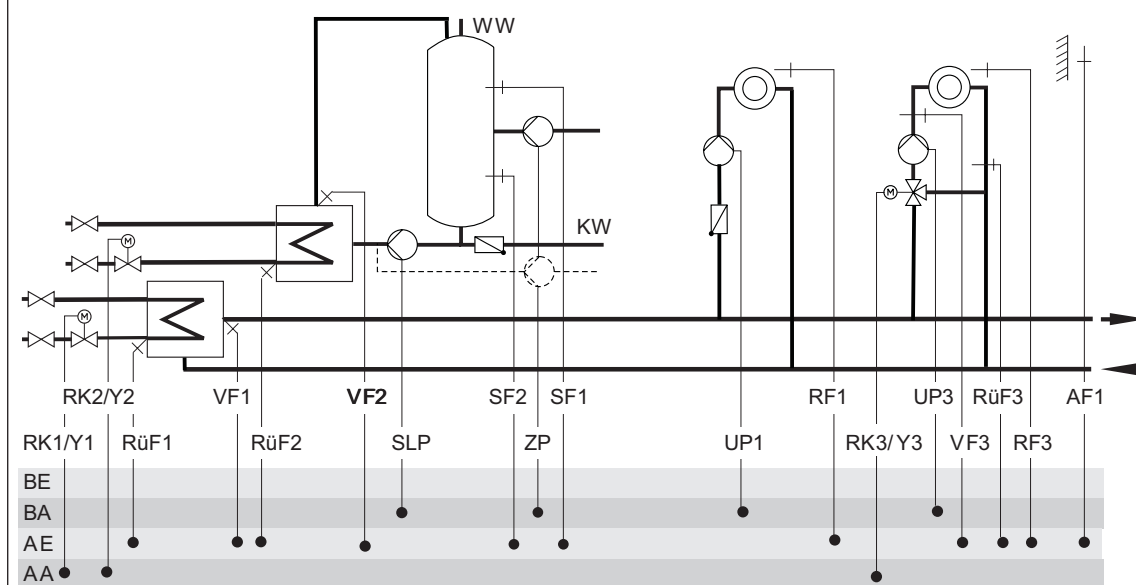 WW
KW
M
M
M
RK2/Y2 VF1 VF2 SF2 SF1 RF1 UP3 RüF3 AF1
RK1/Y1 RüF1 RüF2 SLP ZP UP1 RK3/Y3 VF3 RF3
BE
BA
AE
AA